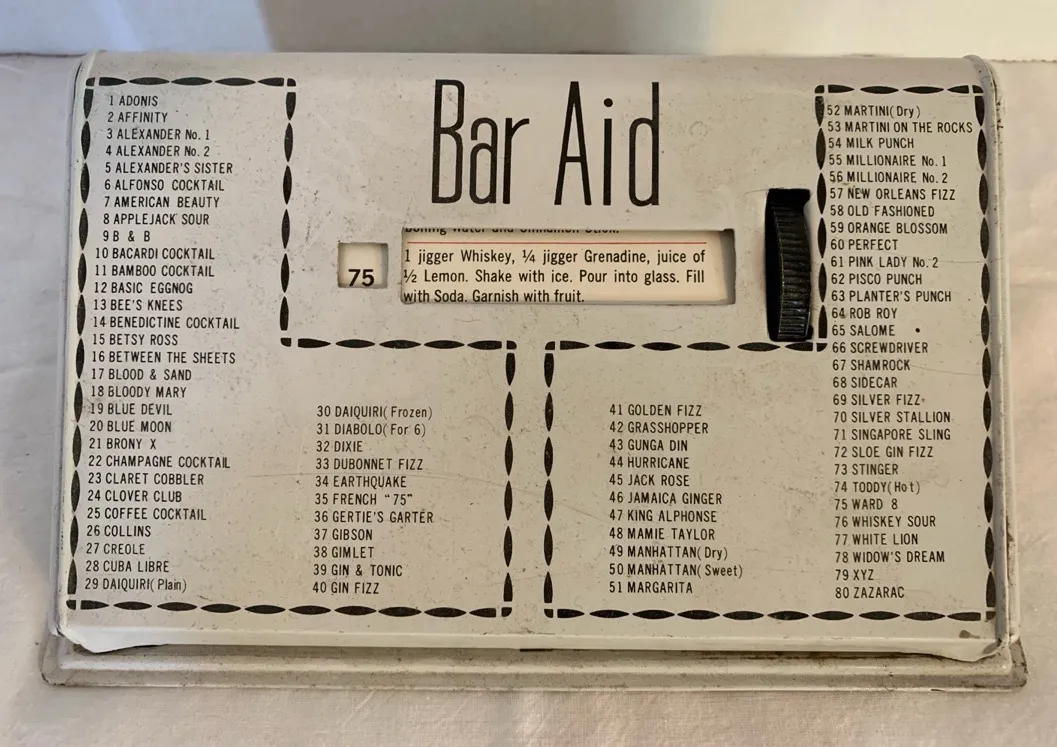 Bar Aid
1 ADONIS
2 AFFINITY
3 ALEXANDER No. 1
4 ALEXANDER No. 2
5 ALEXANDER'S SISTER
6 ALFONSO COCKTAIL
7 AMERICAN BEAUTY
8 APPLEJACK SOUR
9 B & B
10 BACARDI COCKTAIL
11 BAMBOO COCKTAIL
12 BASIC EGGNOG
13 BEE'S KNEES
14 BENEDICTINE COCKTAIL
15 BETSY ROSS
16 BETWEEN THE SHEETS
17 BLOOD & SAND
18 BLOODY MARY
19 BLUE DEVIL
20 BLUE MOON
21 BRONY X
22 CHAMPAGNE COCKTAIL
23 CLARET COBBLER
24 CLOVER CLUB
25 COFFEE COCKTAIL
26 COLLINS
27 CREOLE
28 CUBA LIBRE
29 DAIQUIRI(Plain)
boiling water and cinnamon stick.
75
1 jigger Whiskey, ¼ jigger Grenadine, juice of
½ Lemon. Shake with ice. Pour into glass. Fill
with Soda. Garnish with fruit.
30 DAIQUIRI(Frozen)
31 DIABOLO(For 6)
32 DIXIE
33 DUBONNET FIZZ
34 EARTHQUAKE
35 FRENCH "75"
36 GERTIE'S GARTER
37 GIBSON
38 GIMLET
39 GIN & TONIC
40 GIN FIZZ
41 GOLDEN FIZZ
42 GRASSHOPPER
43 GUNGA DIN
44 HURRICANE
45 JACK ROSE
46 JAMAICA GINGER
47 KING ALPHONSE
48 MAMIE TAYLOR
49 MANHATTAN(Dry)
50 MANHATTAN(Sweet)
51 MARGARITA
52 MARTINI(Dry)
53 MARTINI ON THE ROCKS
54 MILK PUNCH
55 MILLIONAIRE No. 1
56 MILLIONAIRE No. 2
57 NEW ORLEANS FIZZ
58 OLD FASHIONED
59 ORANGE BLOSSOM
60 PERFECT
61 PINK LADY No. 2
62 PISCO PUNCH
63 PLANTER'S PUNCH
64 ROB ROY
65 SALOME
66 SCREWDRIVER
67 SHAMROCK
68 SIDECAR
69 SILVER FIZZ
70 SILVER STALLION
71 SINGAPORE SLING
72 SLOE GIN FIZZ
73 STINGER
74 TODDY(Hot)
75 WARD 8
76 WHISKEY SOUR
77 WHITE LION
78 WIDOW'S DREAM
79 XYZ
80 ZAZARAC